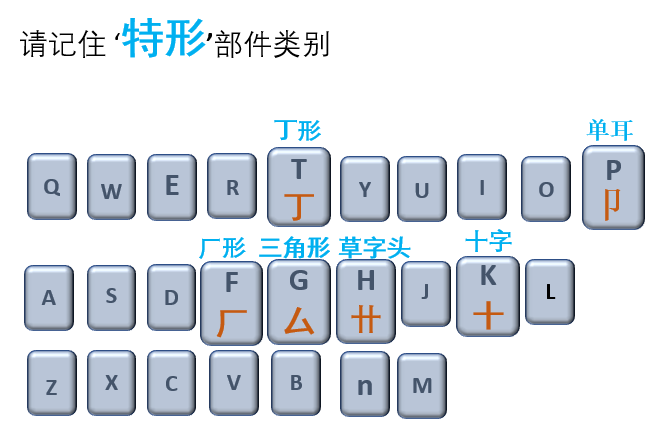 请记住 ‘特形’部件类别
丁形 单耳
Q W E R T Y U I O P
丁 卩
厂形 三角形 草字头 十字
A S D F G H J K L
厂 厶 卄 十
Z X C V B n M